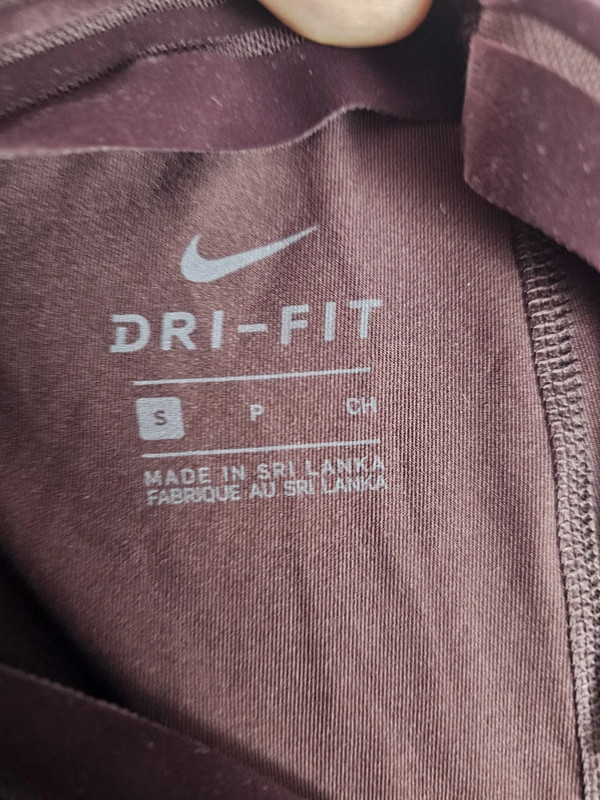 DRI-FIT
S P CH
MADE IN SRI LANKA
FABRIQUE AU SRI LANKA